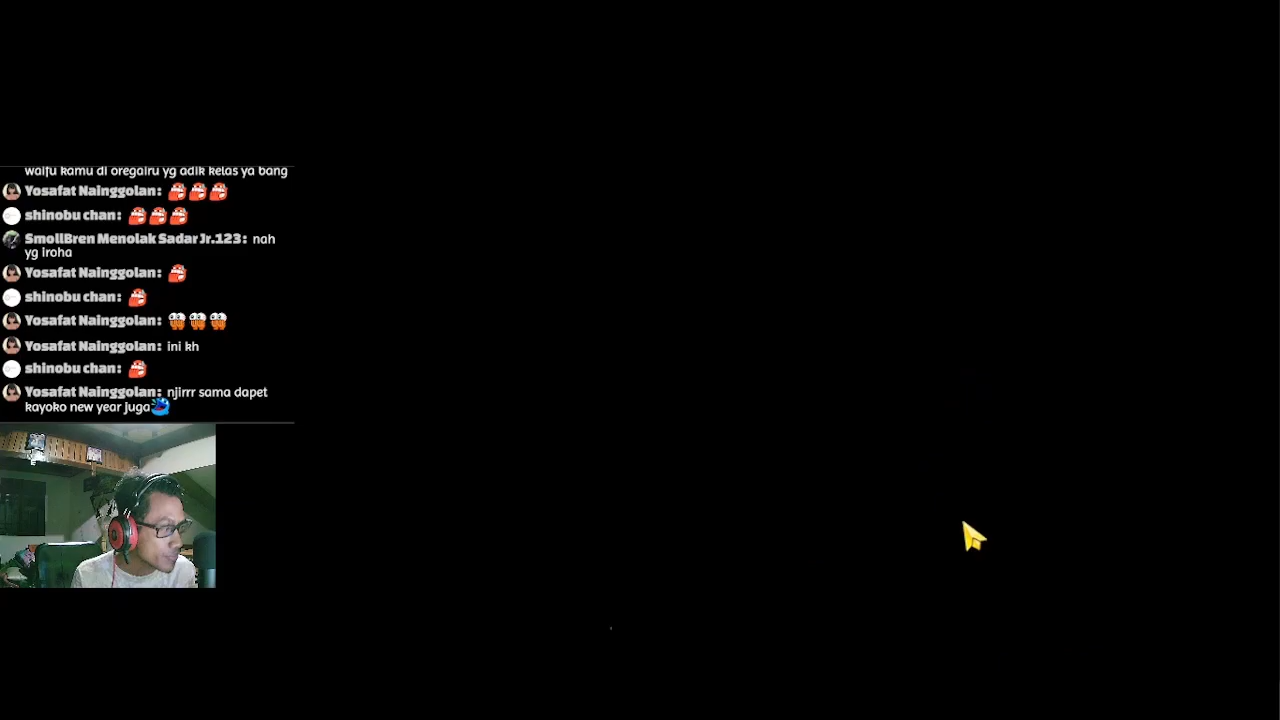 waifu kamu di oregairu yg adik kelas ya bang
Yosafat Nainggolan:
shinobu chan:
SmollBren Menolak Sadar Jr.123: nah
yg iroha
Yosafat Nainggolan:
shinobu chan:
Yosafat Nainggolan:
Yosafat Nainggolan: ini kh
shinobu chan:
Yosafat Nainggolan: njirrr sama dapet
kayoko new year juga